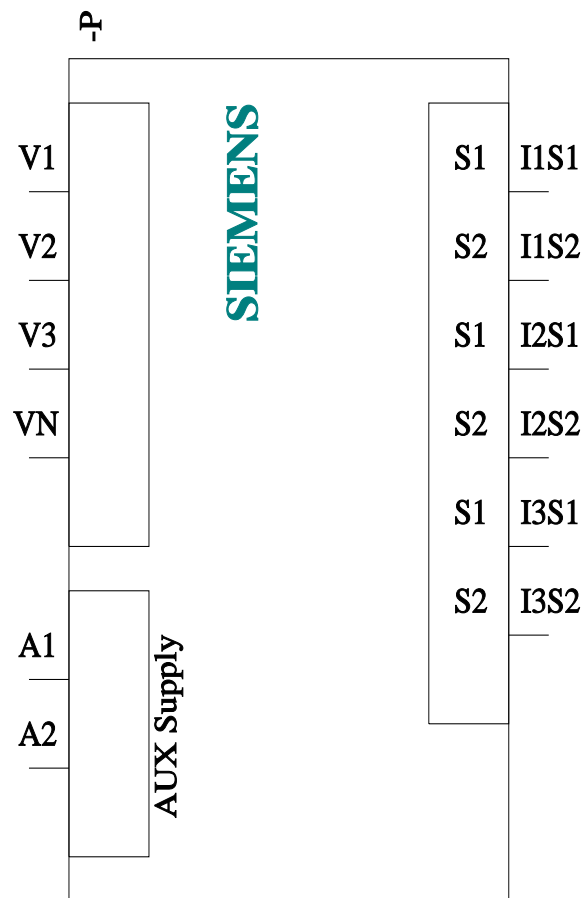 -P
SIEMENS
V1
V2
V3
VN
A1
A2
AUX Supply
S1 I1S1
S2 I1S2
S1 I2S1
S2 I2S2
S1 I3S1
S2 I3S2